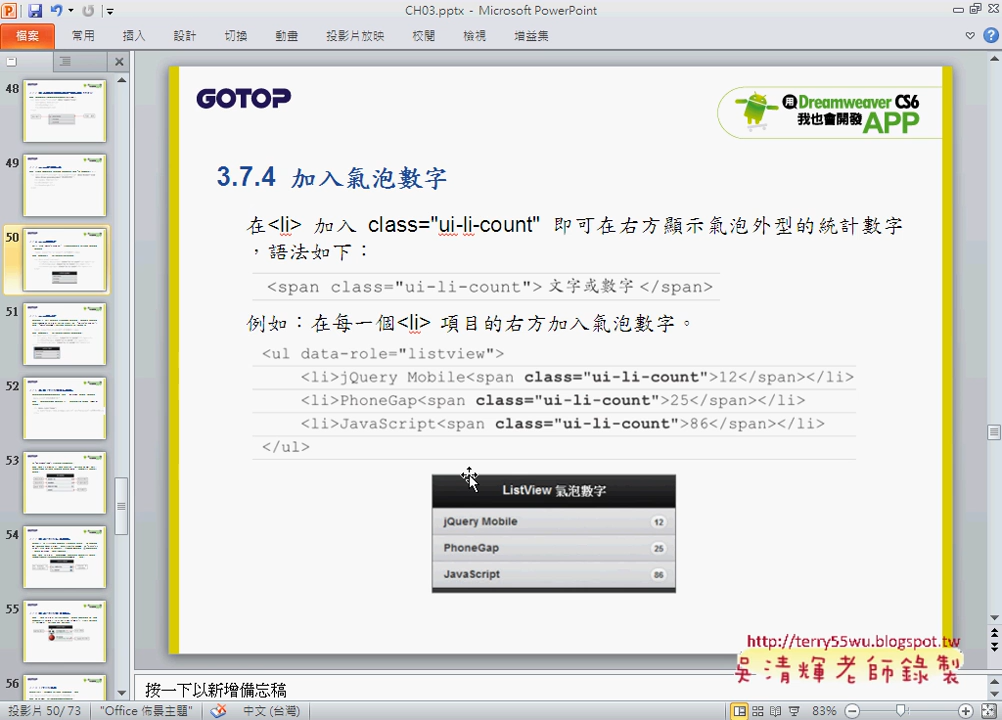 CH03.pptx - Microsoft PowerPoint
檔案 常用 插入 設計 切換 動畫 投影片放映 校閱 檢視 增益集
48
49
50
51
52
53
54
55
56
GOTOP
用 Dreamweaver CS6
我也會開發 APP
3.7.4 加入氣泡數字
在<li> 加入 class="ui-li-count" 即可在右方顯示氣泡外型的統計數字
，語法如下：
<span class="ui-li-count">文字或數字</span>
例如：在每一個<li> 項目的右方加入氣泡數字。
<ul data-role="listview">
<li>jQuery Mobile<span class="ui-li-count">12</span></li>
<li>PhoneGap<span class="ui-li-count">25</span></li>
<li>JavaScript<span class="ui-li-count">86</span></li>
</ul>
ListView 氣泡數字
jQuery Mobile 12
PhoneGap 25
JavaScript 86
http://terry55wu.blogspot.tw
吳清輝老師錄製
按一下以新增備忘稿
投影片 50/73 "Office 佈景主題" 中文 (台灣) 83%